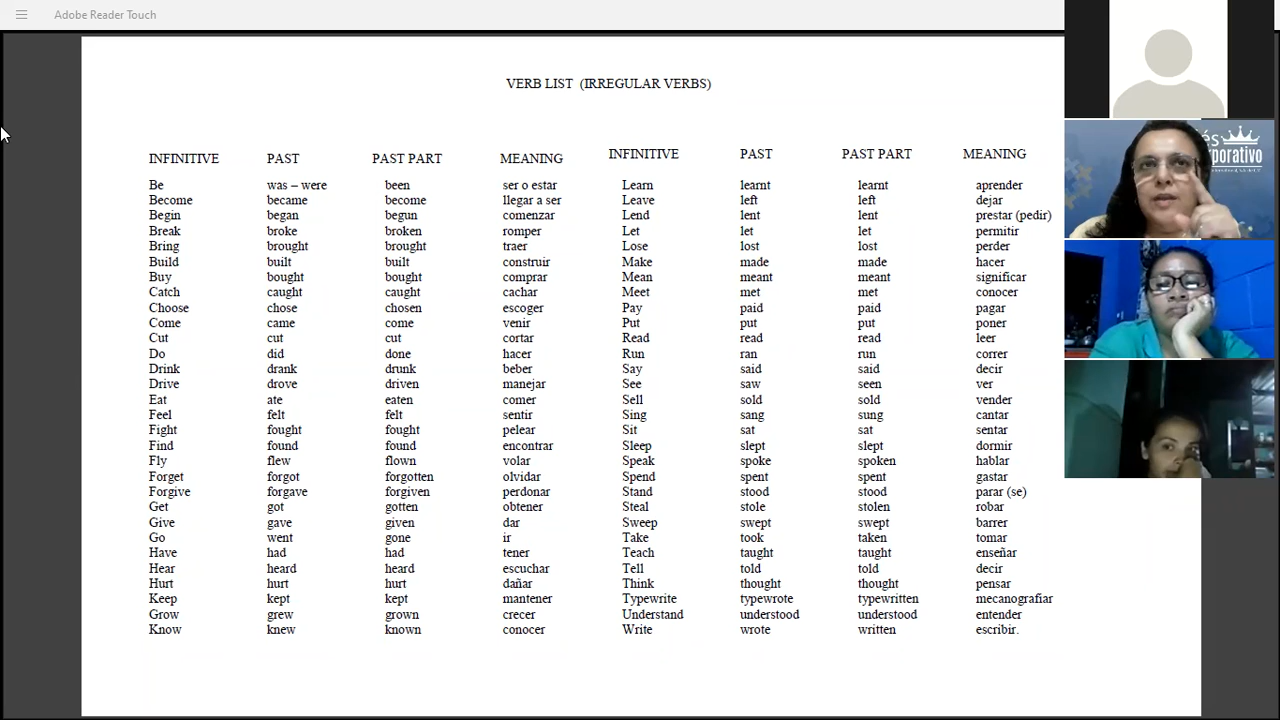 Adobe Reader Touch
VERB LIST (IRREGULAR VERBS)
INFINITIVE PAST PAST PART MEANING
Be was – were been ser o estar
Become became become llegar a ser
Begin began begun comenzar
Break broke broken romper
Bring brought brought traer
Build built built construir
Buy bought bought comprar
Catch caught caught cachar
Choose chose chosen escoger
Come came come venir
Cut cut cut cortar
Do did done hacer
Drink drank drunk beber
Drive drove driven manejar
Eat ate eaten comer
Feel felt felt sentir
Fight fought fought pelear
Find found found encontrar
Fly flew flown volar
Forget forgot forgotten olvidar
Forgive forgave forgiven perdonar
Get got gotten obtener
Give gave given dar
Go went gone ir
Have had had tener
Hear heard heard escuchar
Hurt hurt hurt dañar
Keep kept kept mantener
Grow grew grown crecer
Know knew known conocer
INFINITIVE PAST PAST PART MEANING
Learn learnt learnt aprender
Leave left left dejar
Lend lent lent prestar (pedir)
Let let let permitir
Lose lost lost perder
Make made made hacer
Mean meant meant significar
Meet met met conocer
Pay paid paid pagar
Put put put poner
Read read read leer
Run ran run correr
Say said said decir
See saw seen ver
Sell sold sold vender
Sing sang sung cantar
Sit sat sat sentar
Sleep slept slept dormir
Speak spoke spoken hablar
Spend spent spent gastar
Stand stood stood parar (se)
Steal stole stolen robar
Sweep swept swept barrer
Take took taken tomar
Teach taught taught enseñar
Tell told told decir
Think thought thought pensar
Typewrite typewrote typewritten mecanografiar
Understand understood understood entender
Write wrote written escribir.
és
rporativo